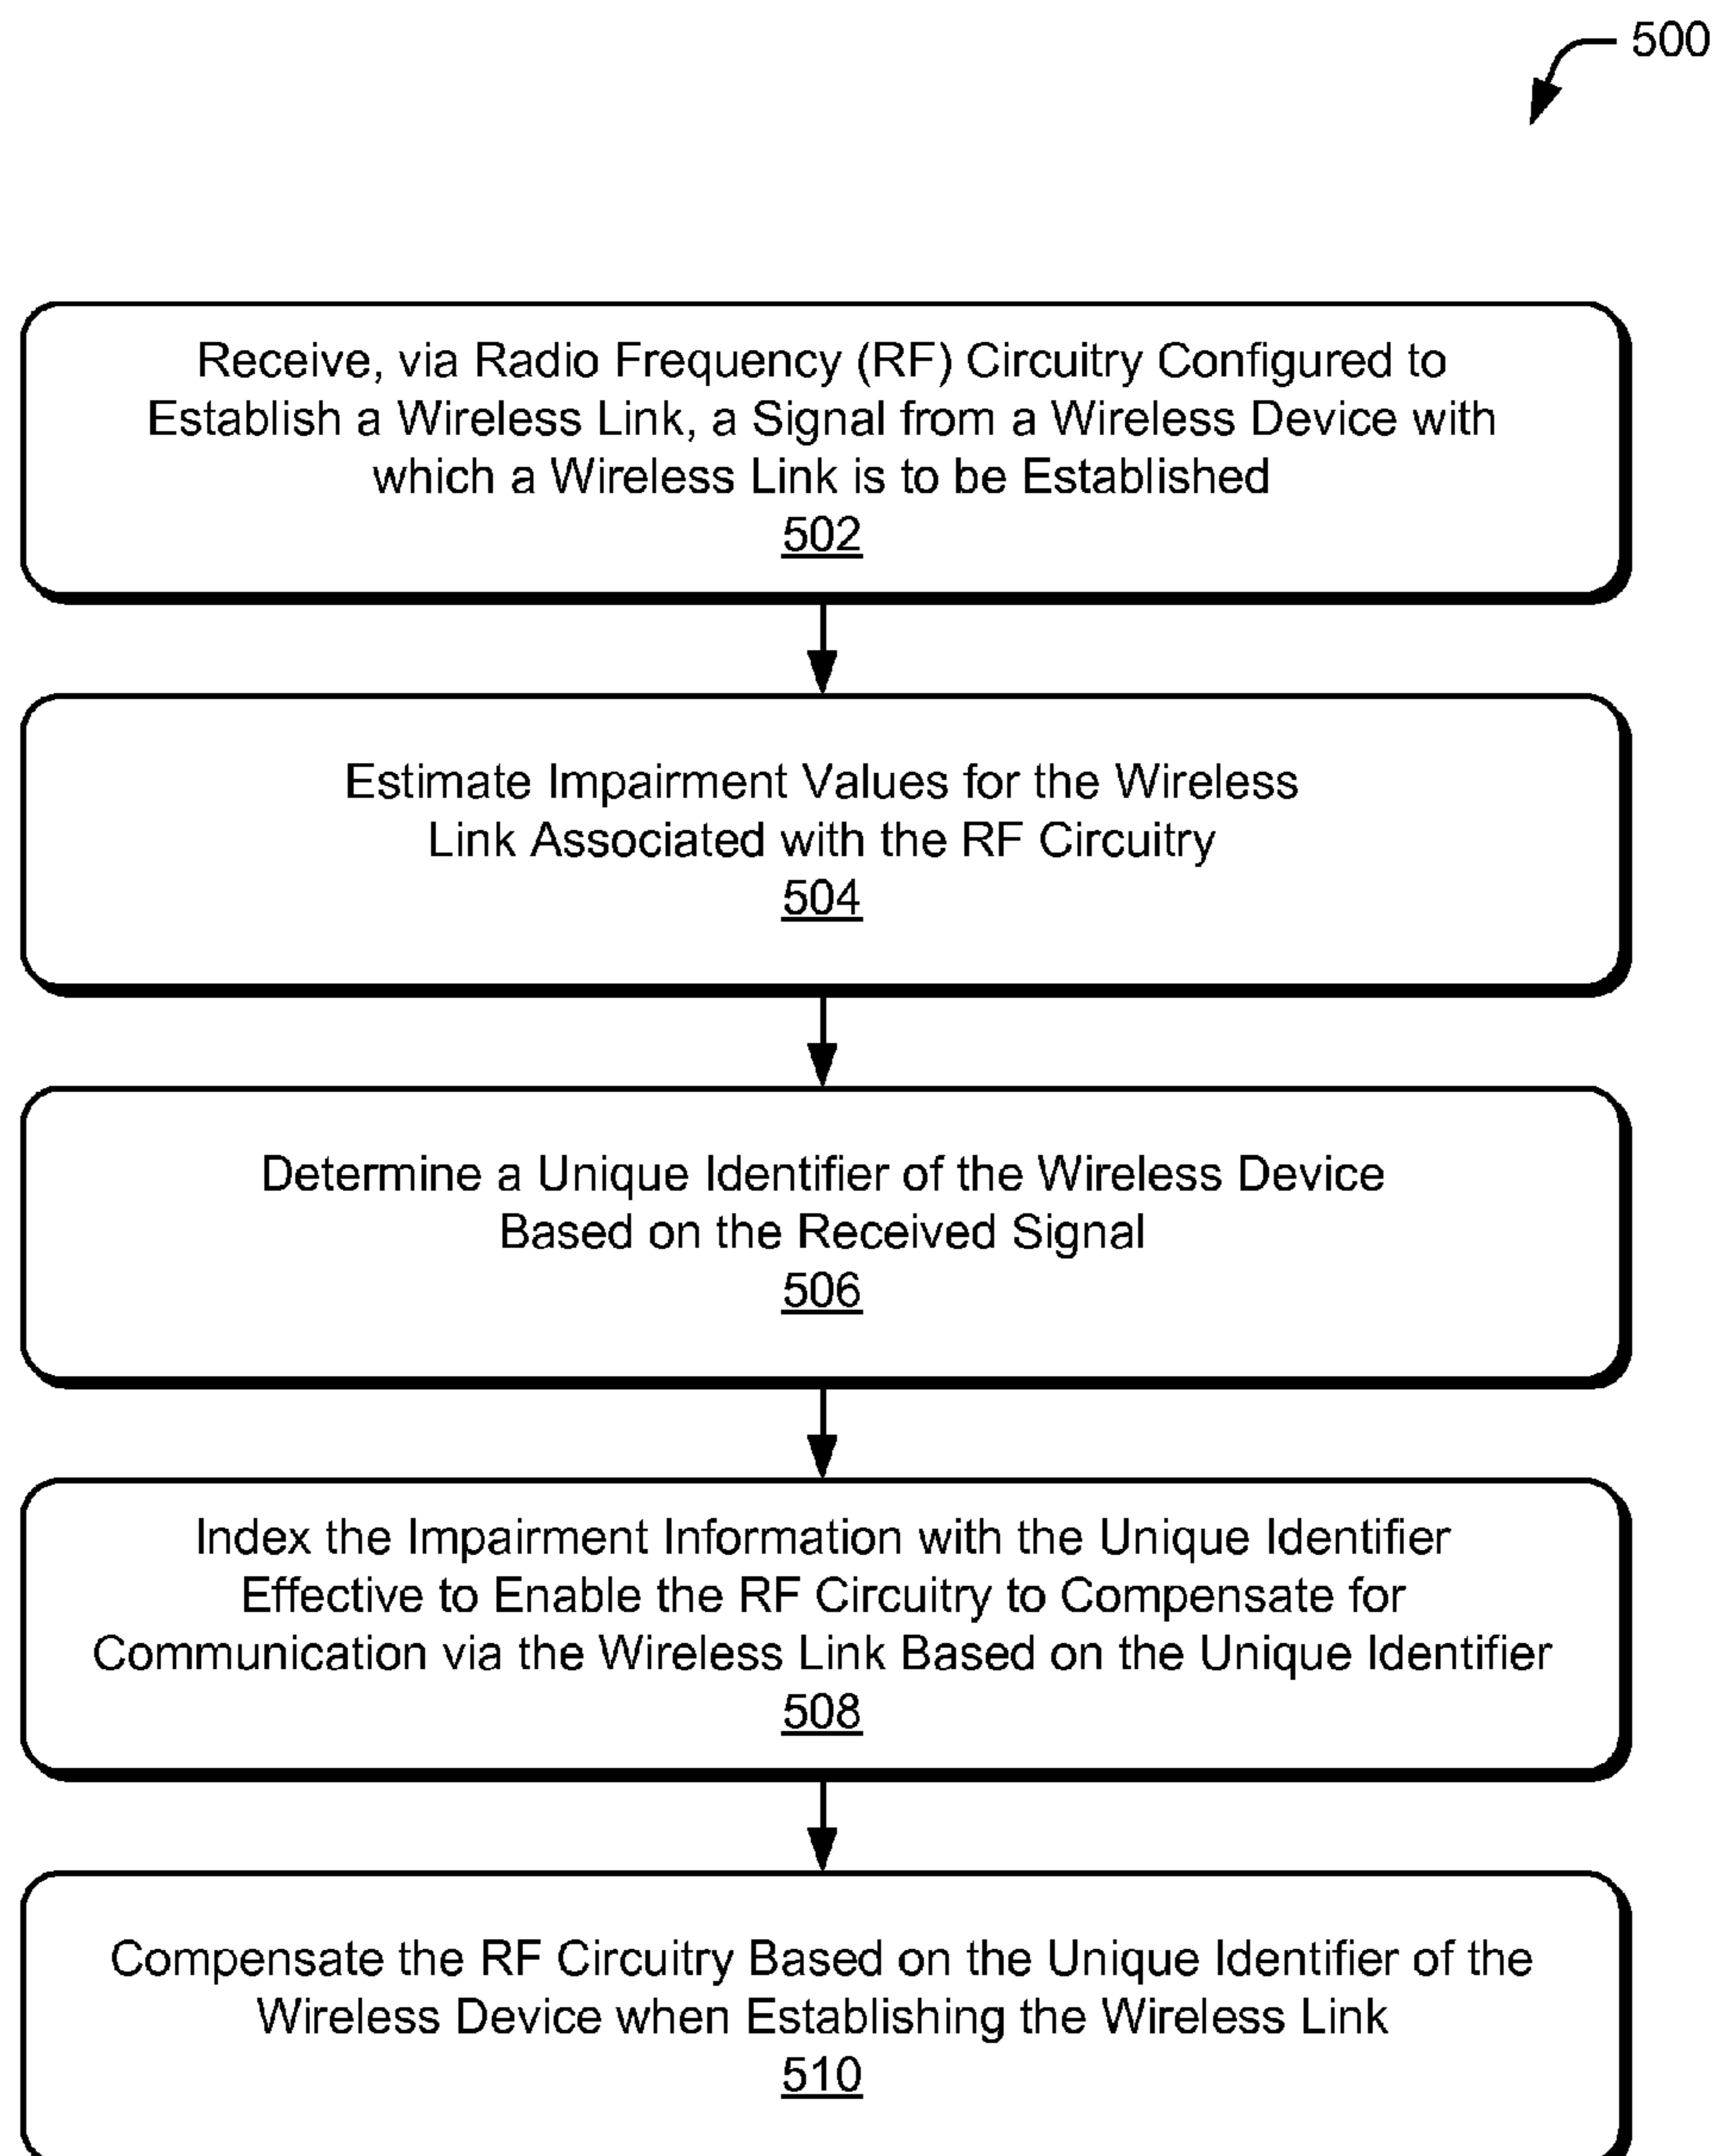 500
Receive, via Radio Frequency (RF) Circuitry Configured to
Establish a Wireless Link, a Signal from a Wireless Device with
which a Wireless Link is to be Established
502
Estimate Impairment Values for the Wireless
Link Associated with the RF Circuitry
504
Determine a Unique Identifier of the Wireless Device
Based on the Received Signal
506
Index the Impairment Information with the Unique Identifier
Effective to Enable the RF Circuitry to Compensate for
Communication via the Wireless Link Based on the Unique Identifier
508
Compensate the RF Circuitry Based on the Unique Identifier of the
Wireless Device when Establishing the Wireless Link
510